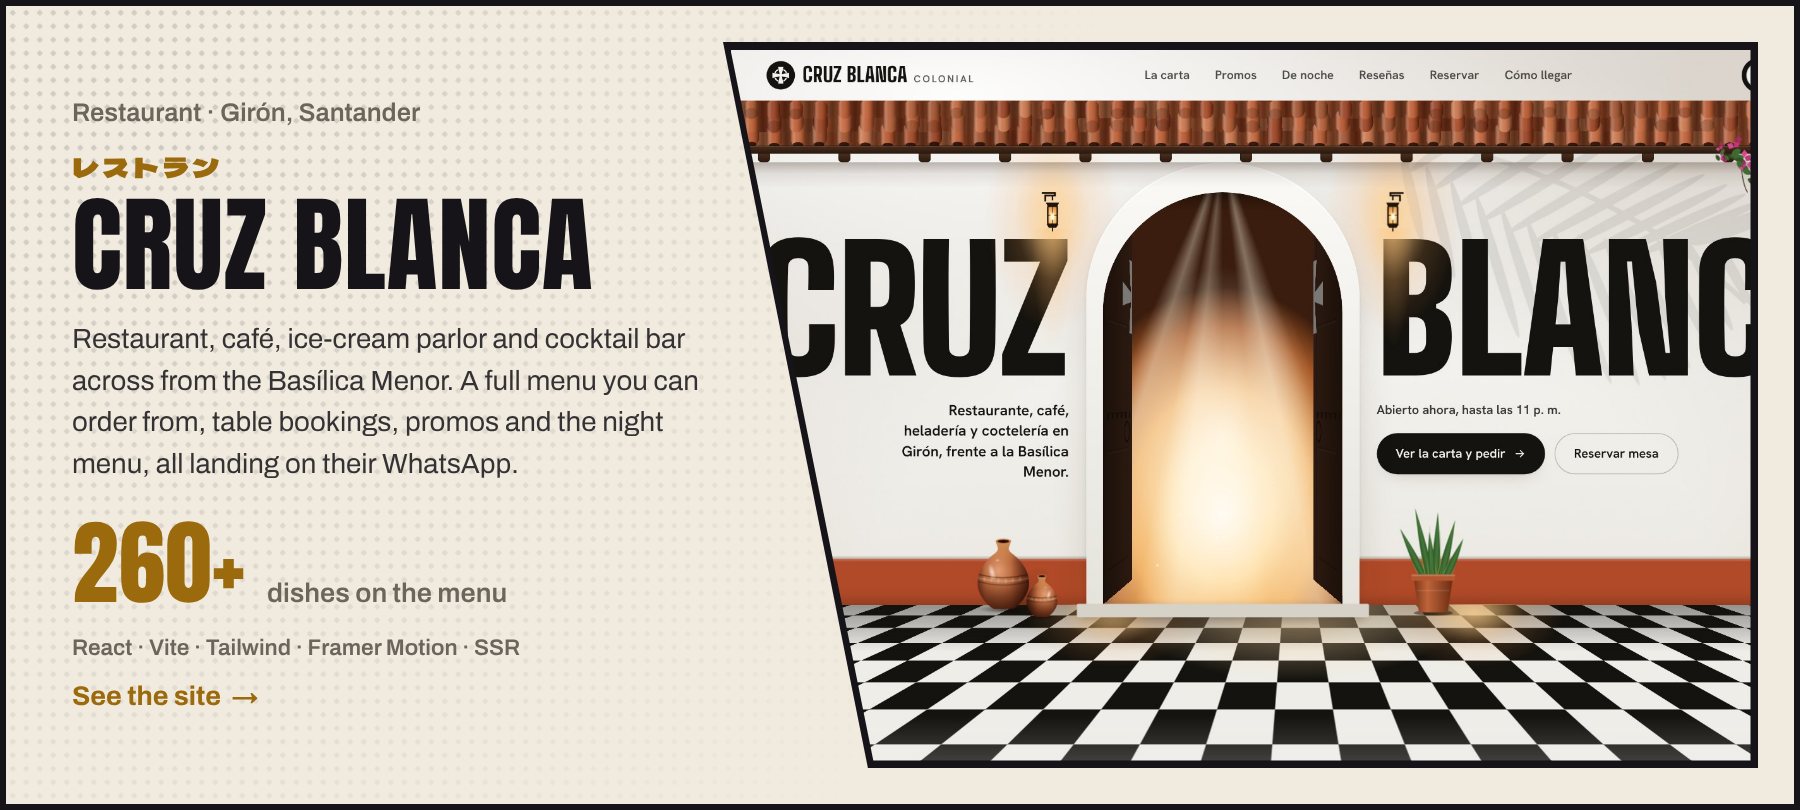 Restaurant · Girón, Santander
レストラン
CRUZ BLANCA
Restaurant, café, ice-cream parlor and cocktail bar
across from the Basílica Menor. A full menu you can
order from, table bookings, promos and the night
menu, all landing on their WhatsApp.
260+ dishes on the menu
React · Vite · Tailwind · Framer Motion · SSR
See the site →
CRUZ BLANCA COLONIAL
La carta Promos De noche Reseñas Reservar Cómo llegar
CRUZ BLANC
Restaurante, café,
heladería y coctelería en
Girón, frente a la Basílica
Menor.
Abierto ahora, hasta las 11 p. m.
Ver la carta y pedir → Reservar mesa